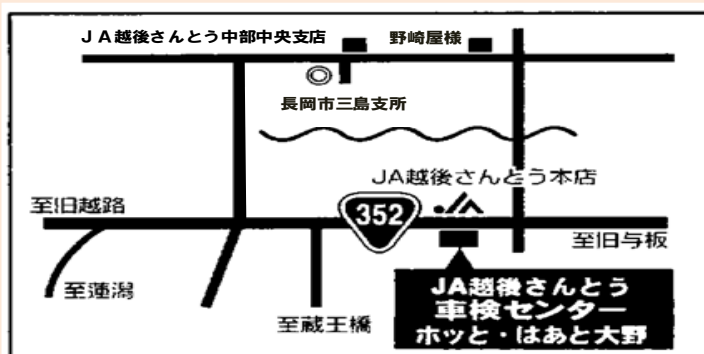 JA越後さんとう中部中央支店
野崎屋様
長岡市三島支所
JA越後さんとう本店
至旧越路
352
至旧与板
至蓮潟
至蔵王橋
JA越後さんとう
車検センター
ホッと・はあと大野